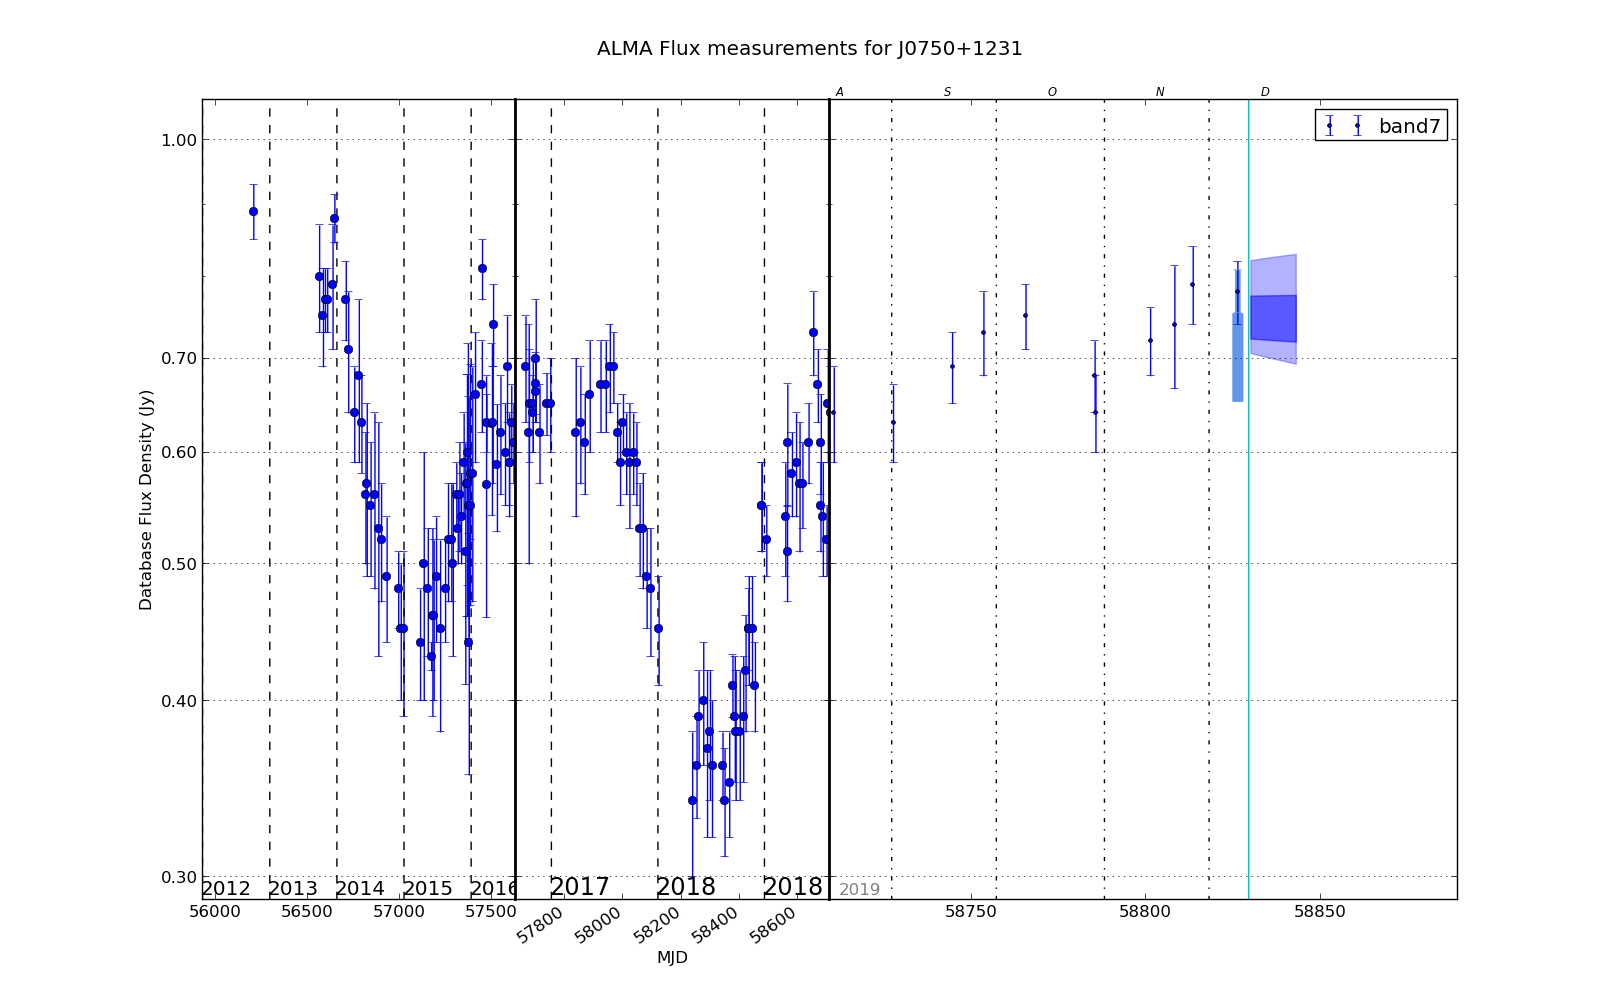 ALMA Flux measurements for J0750+1231
A S O N D
band7
1.00
0.70
0.60
0.50
0.40
0.30
Database Flux Density (Jy)
2012 2013 2014 2015 2016 2017 2018 2018 2019
56000 56500 57000 57500 57800 58000 58200 58400 58600 58750 58800 58850
MJD